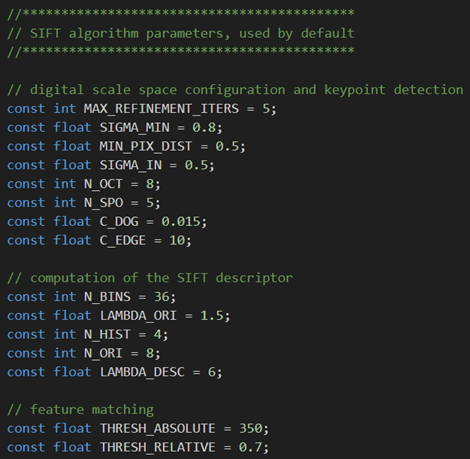 //*******************************************
// SIFT algorithm parameters, used by default
//*******************************************
// digital scale space configuration and keypoint detection
const int MAX_REFINEMENT_ITERS = 5;
const float SIGMA_MIN = 0.8;
const float MIN_PIX_DIST = 0.5;
const float SIGMA_IN = 0.5;
const int N_OCT = 8;
const int N_SPO = 5;
const float C_DOG = 0.015;
const float C_EDGE = 10;
// computation of the SIFT descriptor
const int N_BINS = 36;
const float LAMBDA_ORI = 1.5;
const int N_HIST = 4;
const int N_ORI = 8;
const float LAMBDA_DESC = 6;
// feature matching
const float THRESH_ABSOLUTE = 350;
const float THRESH_RELATIVE = 0.7;